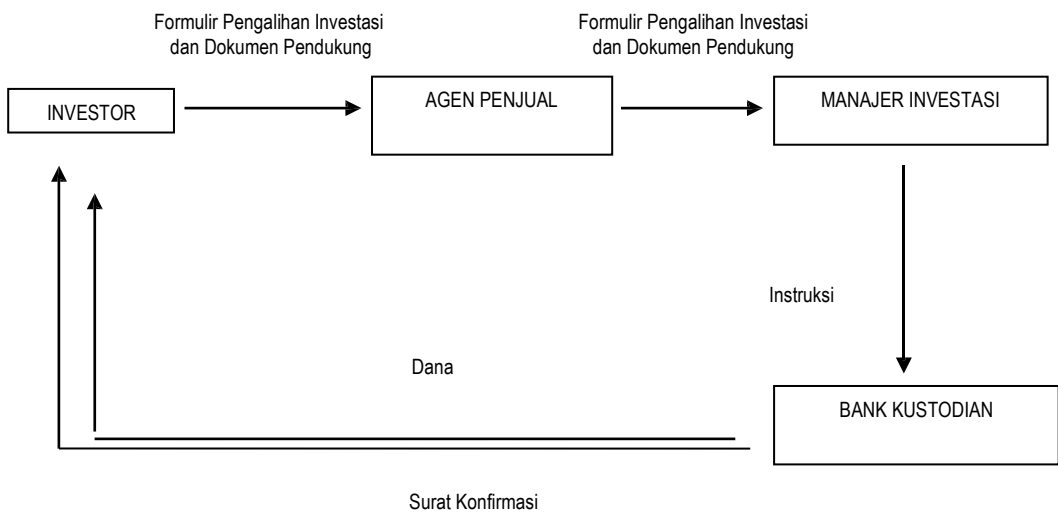 Formulir Pengalihan Investasi
dan Dokumen Pendukung
Formulir Pengalihan Investasi
dan Dokumen Pendukung
INVESTOR
AGEN PENJUAL
MANAJER INVESTASI
Instruksi
Dana
BANK KUSTODIAN
Surat Konfirmasi